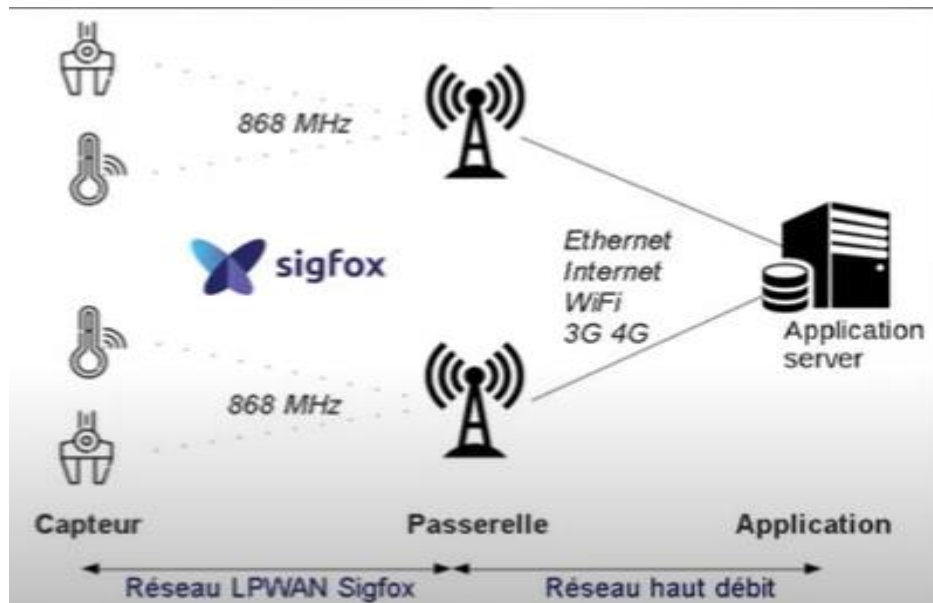 868 MHz
sigfox
Ethernet
Internet
WiFi
3G 4G
Application
server
868 MHz
Capteur
Passerelle
Application
Réseau LPWAN Sigfox
Réseau haut débit